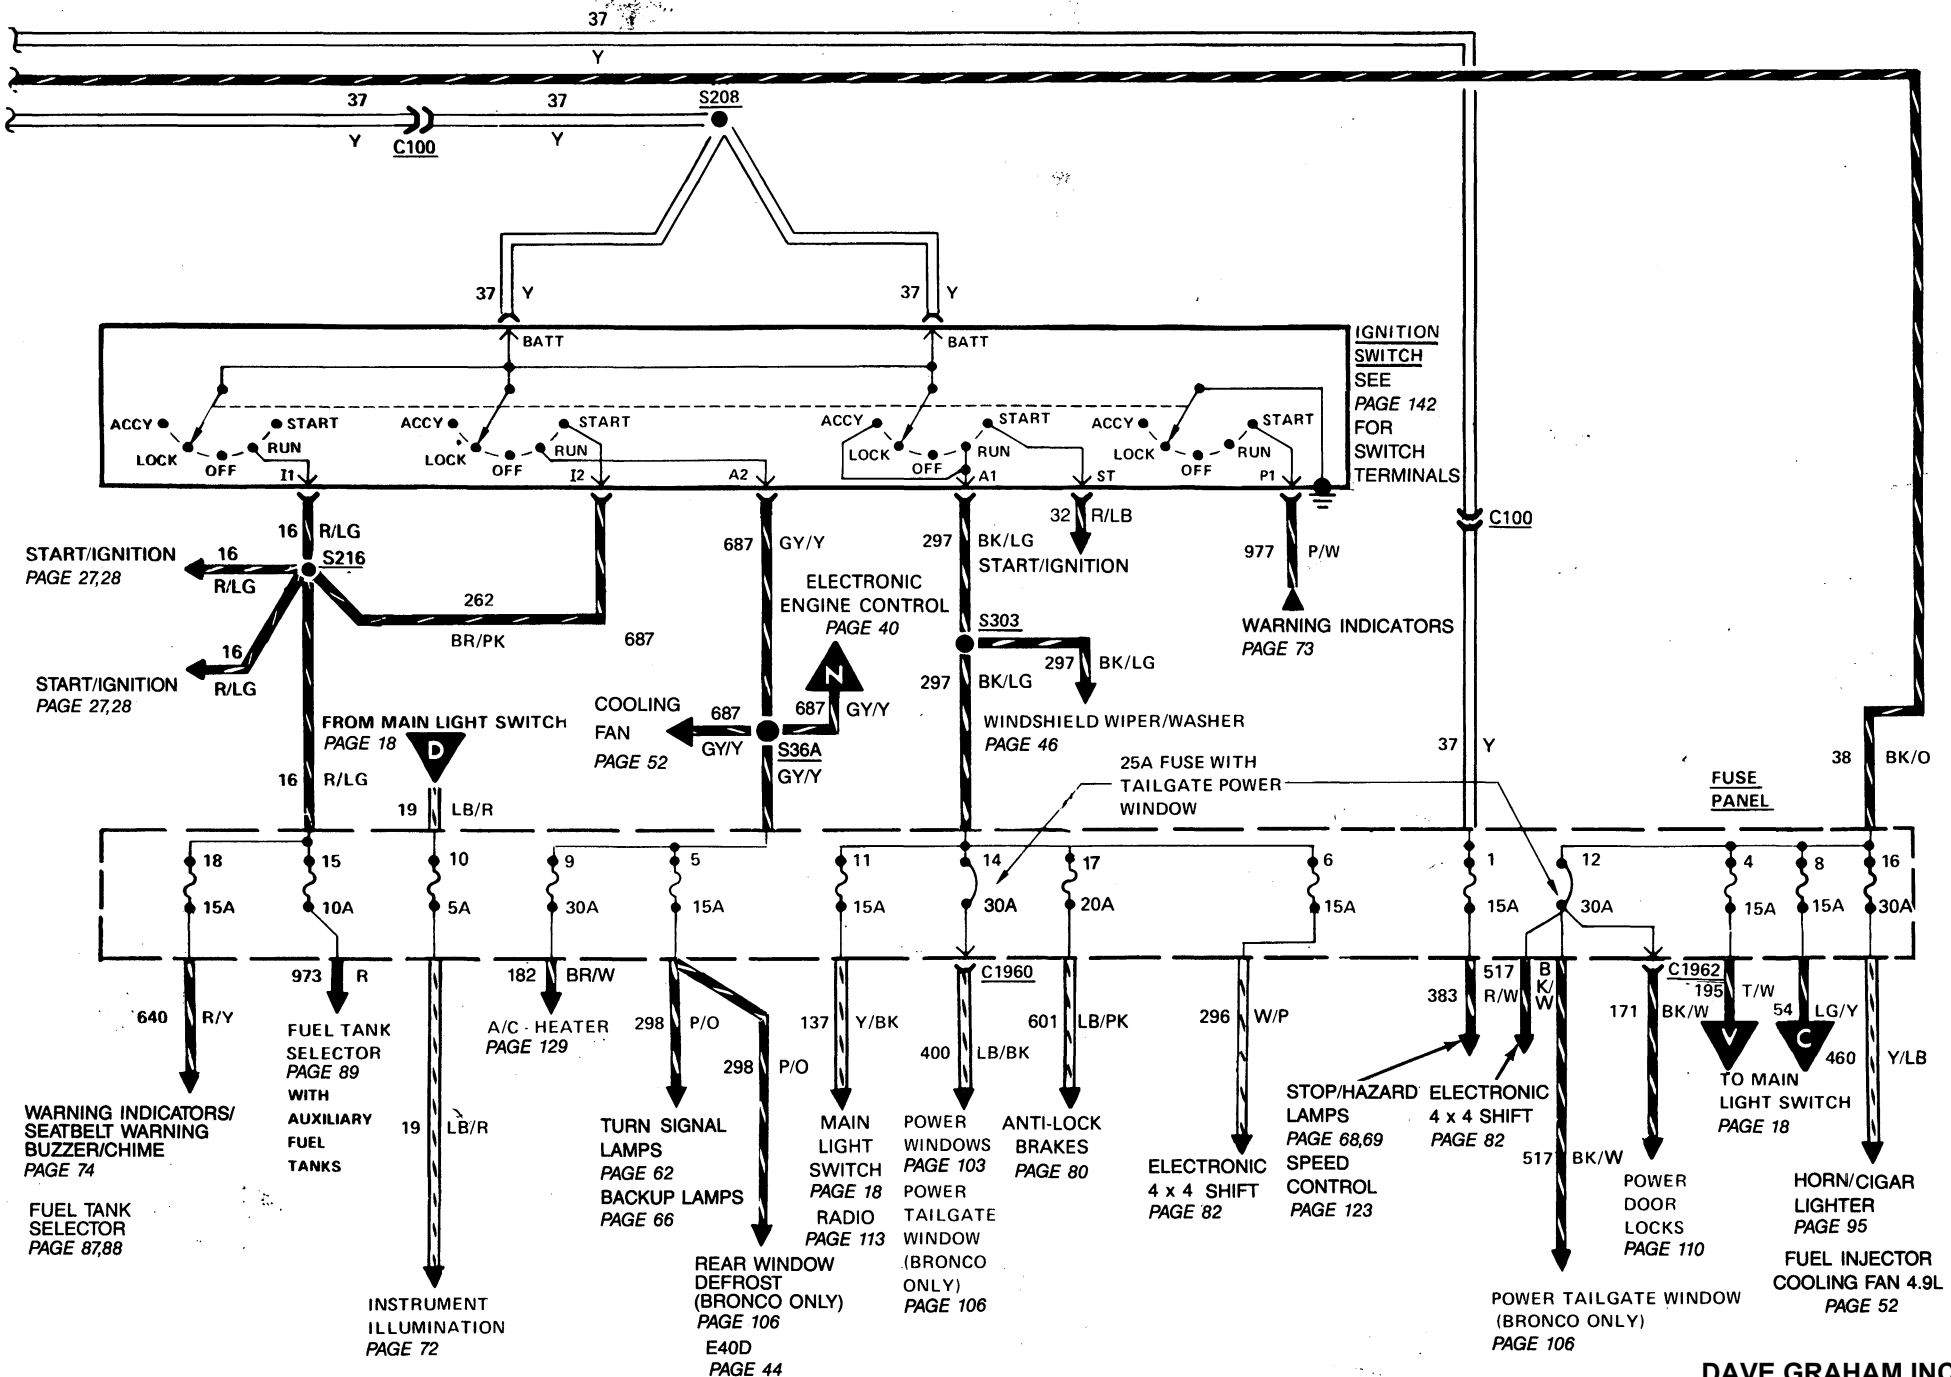 37
Y
37
37
S208
Y
C100
Y
37 Y
37 Y
BATT
BATT
IGNITION
SWITCH
SEE
PAGE 142
FOR
SWITCH
TERMINALS
ACCY
START
LOCK
OFF
RUN
I1
ACCY
START
LOCK
OFF
RUN
I2
A2
ACCY
START
LOCK
OFF
RUN
A1
ST
ACCY
START
LOCK
OFF
RUN
P1
16 R/LG
S216
START/IGNITION
PAGE 27,28
16
R/LG
262
BR/PK
START/IGNITION
PAGE 27,28
16
R/LG
687
687 GY/Y
ELECTRONIC
ENGINE CONTROL
PAGE 40
N
COOLING
FAN
PAGE 52
687
GY/Y
687 GY/Y
S36A
GY/Y
297 BK/LG
32 R/LB
START/IGNITION
S303
297 BK/LG
297 BK/LG
WINDSHIELD WIPER/WASHER
PAGE 46
977 P/W
WARNING INDICATORS
PAGE 73
C100
37 Y
38 BK/O
FROM MAIN LIGHT SWITCH
PAGE 18
D
16 R/LG
19 LB/R
25A FUSE WITH
TAILGATE POWER
WINDOW
FUSE
PANEL
18
15A
15
10A
10
5A
9
30A
5
15A
11
15A
14
30A
17
20A
6
15A
1
15A
12
30A
4
15A
8
15A
16
30A
640 R/Y
WARNING INDICATORS/
SEATBELT WARNING
BUZZER/CHIME
PAGE 74
FUEL TANK
SELECTOR
PAGE 87,88
973 R
FUEL TANK
SELECTOR
PAGE 89
WITH
AUXILIARY
FUEL
TANKS
19 LB/R
INSTRUMENT
ILLUMINATION
PAGE 72
182 BR/W
A/C - HEATER
PAGE 129
298 P/O
TURN SIGNAL
LAMPS
PAGE 62
BACKUP LAMPS
PAGE 66
298 P/O
REAR WINDOW
DEFROST
(BRONCO ONLY)
PAGE 106
E40D
PAGE 44
137 Y/BK
MAIN
LIGHT
SWITCH
PAGE 18
RADIO
PAGE 113
C1960
400 LB/BK
POWER
WINDOWS
PAGE 103
POWER
TAILGATE
WINDOW
(BRONCO
ONLY)
PAGE 106
601 LB/PK
ANTI-LOCK
BRAKES
PAGE 80
296 W/P
ELECTRONIC
4 x 4 SHIFT
PAGE 82
383
STOP/HAZARD
LAMPS
PAGE 68,69
SPEED
CONTROL
PAGE 123
517
R/W
ELECTRONIC
4 x 4 SHIFT
PAGE 82
B
K/
W
517 BK/W
POWER TAILGATE WINDOW
(BRONCO ONLY)
PAGE 106
C1962
171 BK/W
POWER
DOOR
LOCKS
PAGE 110
195 T/W
V
54 LG/Y
C
TO MAIN
LIGHT SWITCH
PAGE 18
460 Y/LB
HORN/CIGAR
LIGHTER
PAGE 95
FUEL INJECTOR
COOLING FAN 4.9L
PAGE 52
DAVE GRAHAM INC